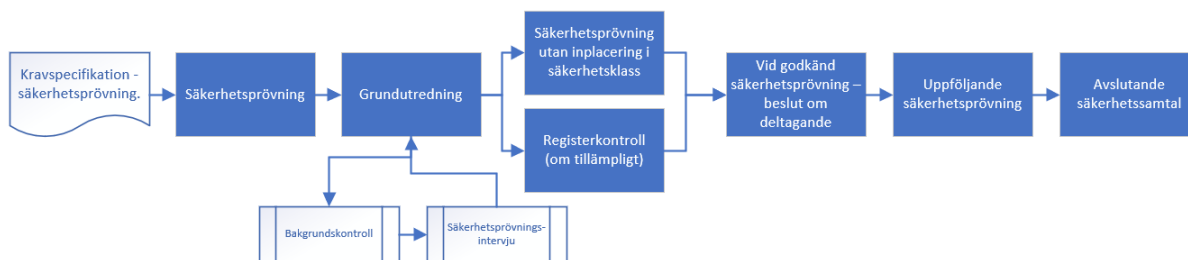 Kravspecifikation -
säkerhetsprövning.
Säkerhetsprövning
Grundutredning
Säkerhetsprövning
utan inplacering i
säkerhetsklass
Registerkontroll
(om tillämpligt)
Vid godkänd
säkerhetsprövning –
beslut om
deltagande
Uppföljande
säkerhetsprövning
Avslutande
säkerhetssamtal
Bakgrundskontroll
Säkerhetsprövnings-
intervju